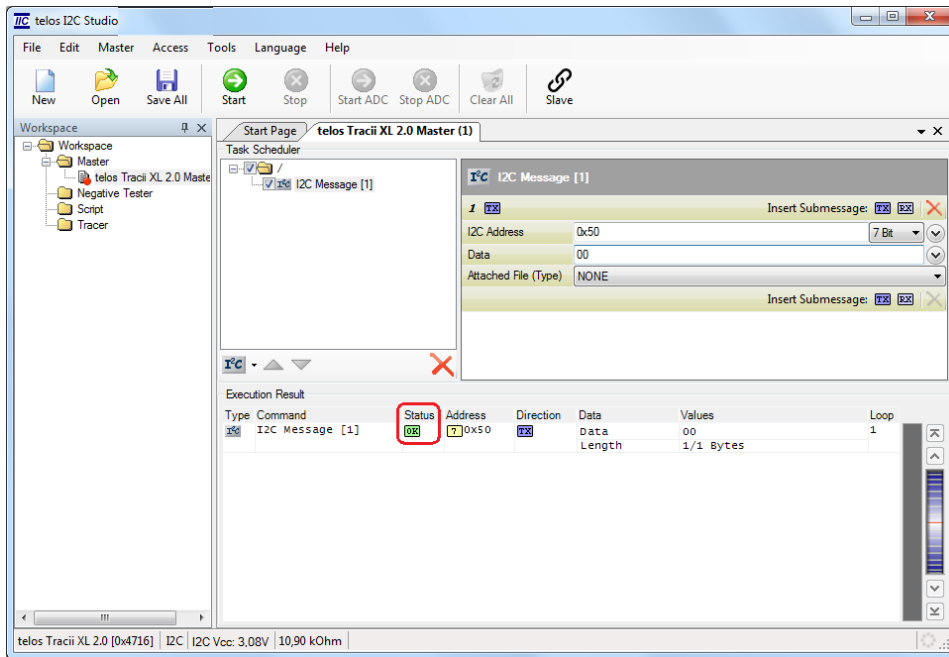 IIC telos I2C Studio
File Edit Master Access Tools Language Help
New Open Save All Start Stop Start ADC Stop ADC Clear All Slave
Workspace
Workspace
Master
telos Tracii XL 2.0 Maste
Negative Tester
Script
Tracer
Start Page telos Tracii XL 2.0 Master (1)
Task Scheduler
/
I2C I2C Message [1]
I²C I2C Message [1]
1 TX Insert Submessage: TX RX
I2C Address 0x50 7 Bit
Data 00
Attached File (Type) NONE
Insert Submessage: TX RX
I²C
Execution Result
Type Command Status Address Direction Data Values Loop
I2C I2C Message [1] OK 7 0x50 TX Data 00 1
Length 1/1 Bytes
telos Tracii XL 2.0 [0x4716] I2C I2C Vcc: 3,08V 10,90 kOhm